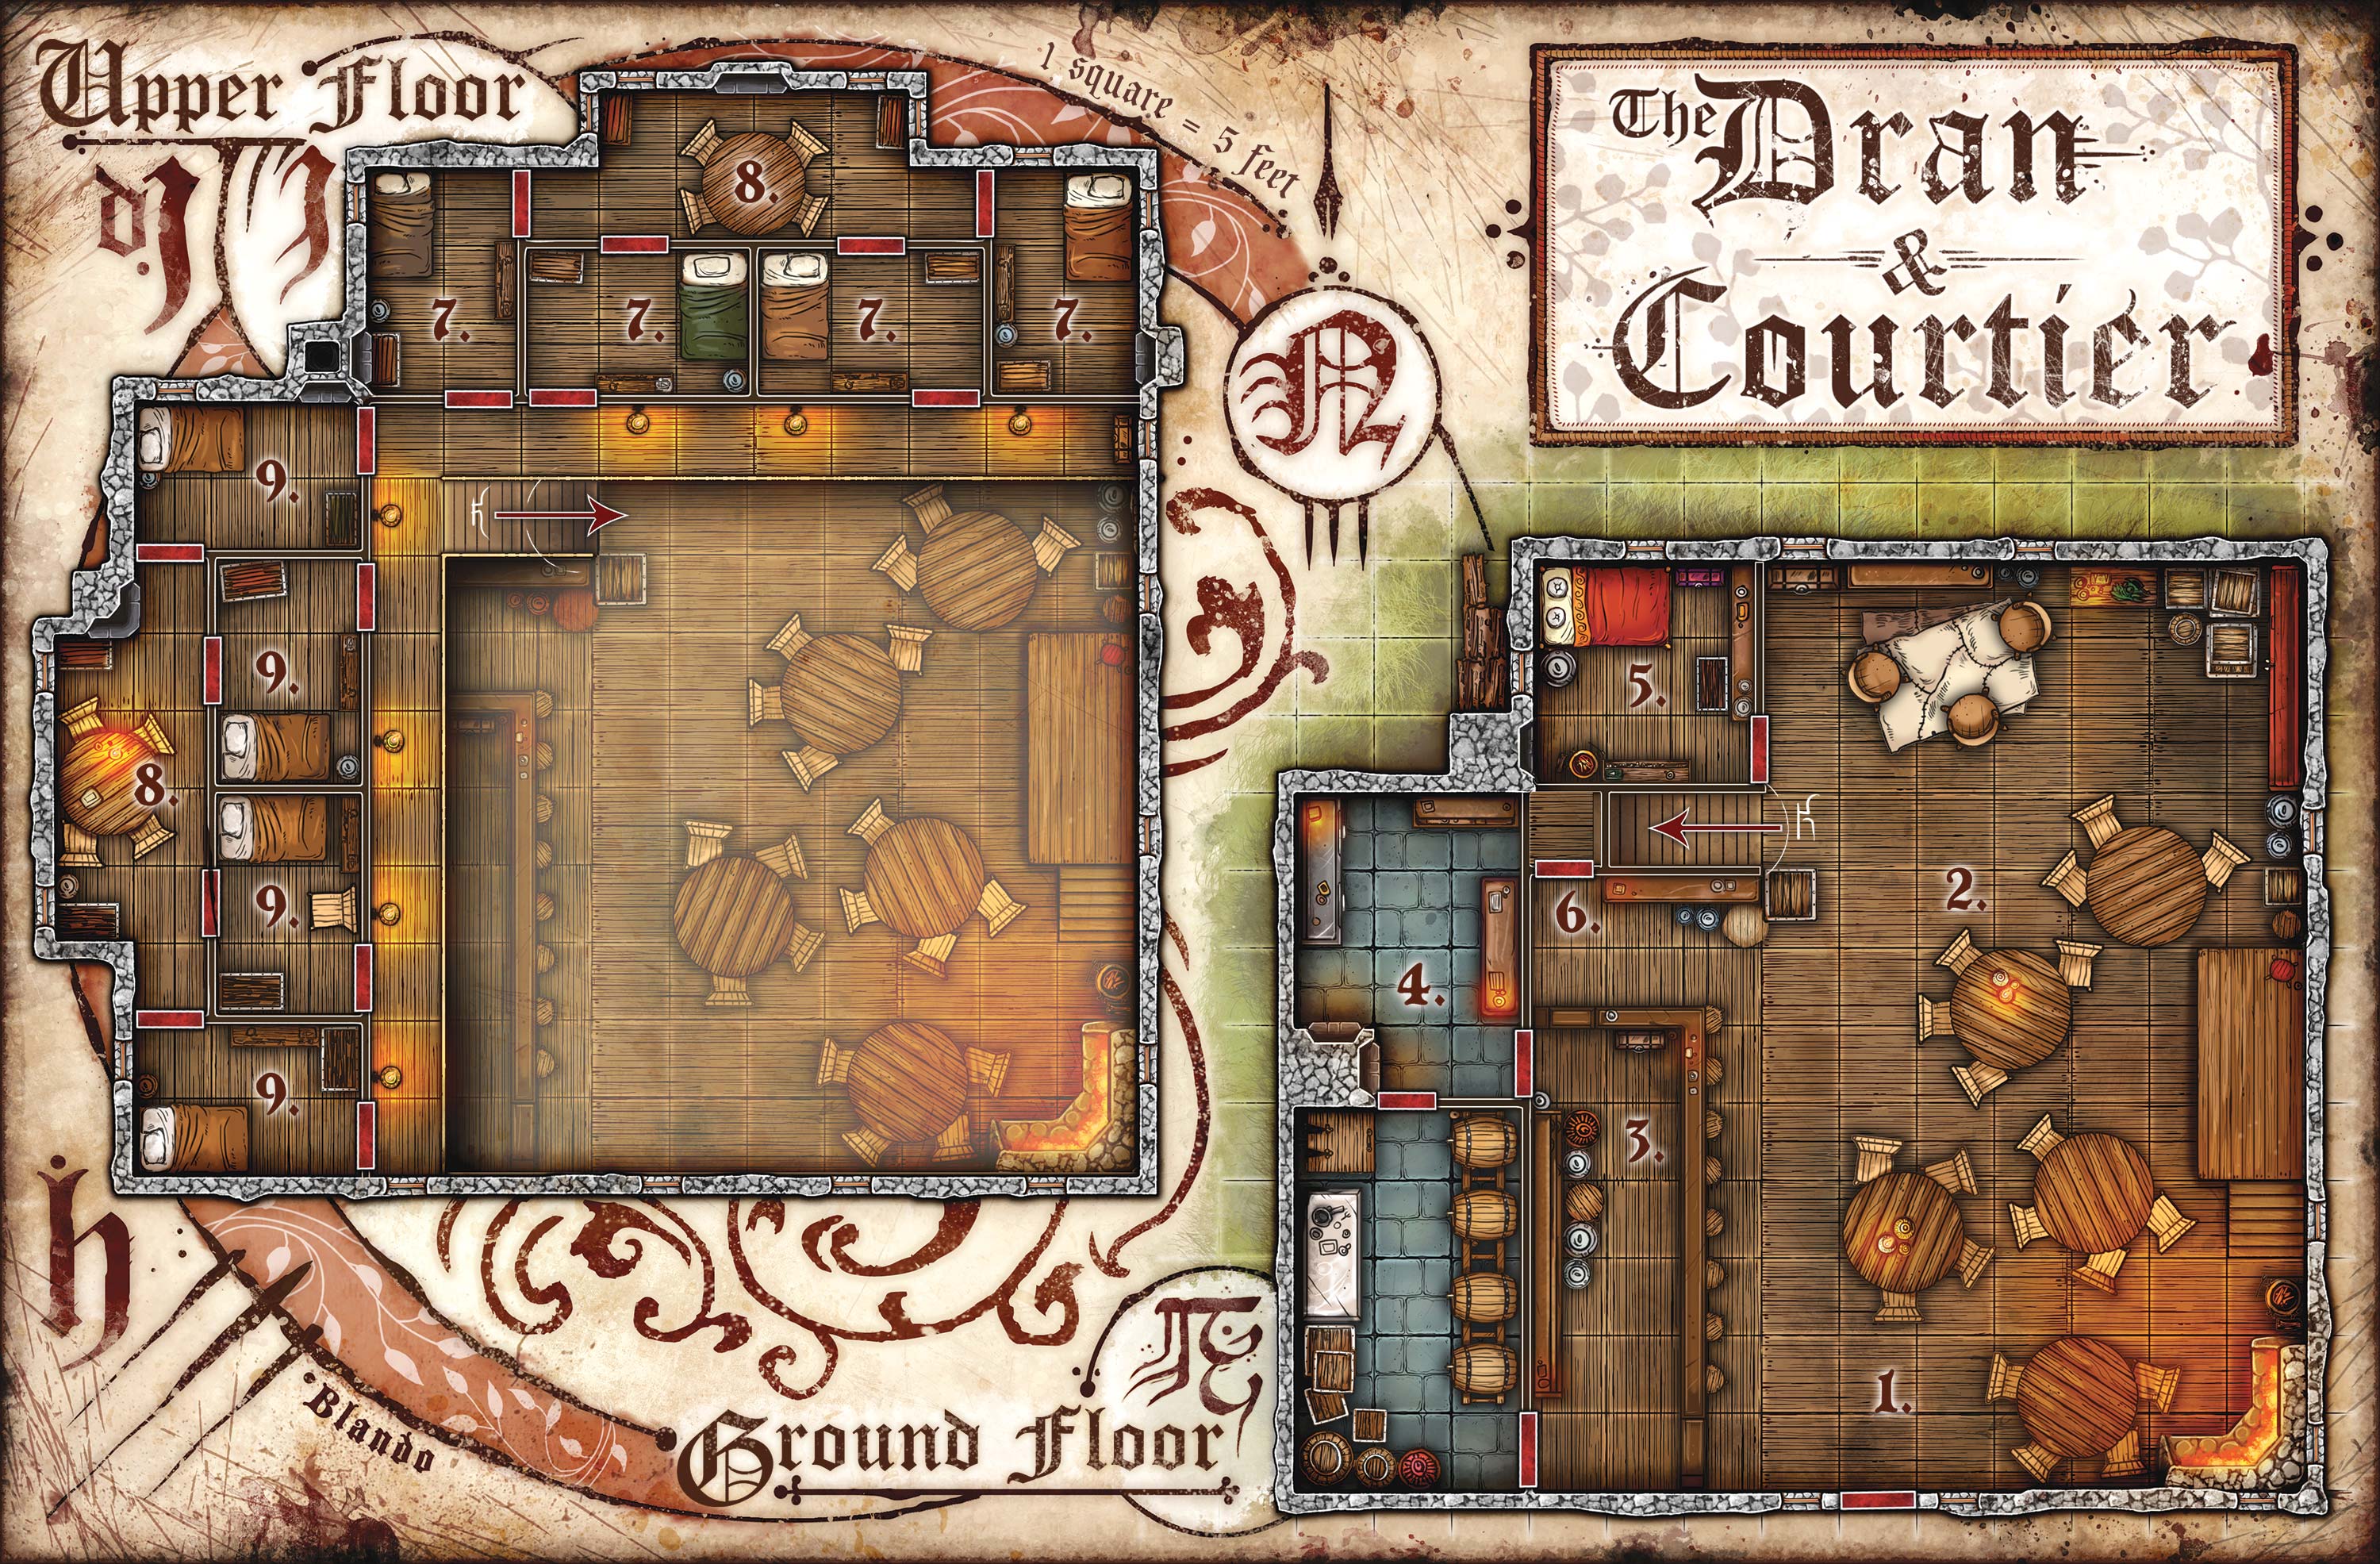 Upper Floor
1 square = 5 feet
The Dran
&
Courtier
8.
7.
7.
7.
7.
9.
9.
8.
9.
9.
5.
2.
6.
4.
3.
1.
Blando
Ground Floor